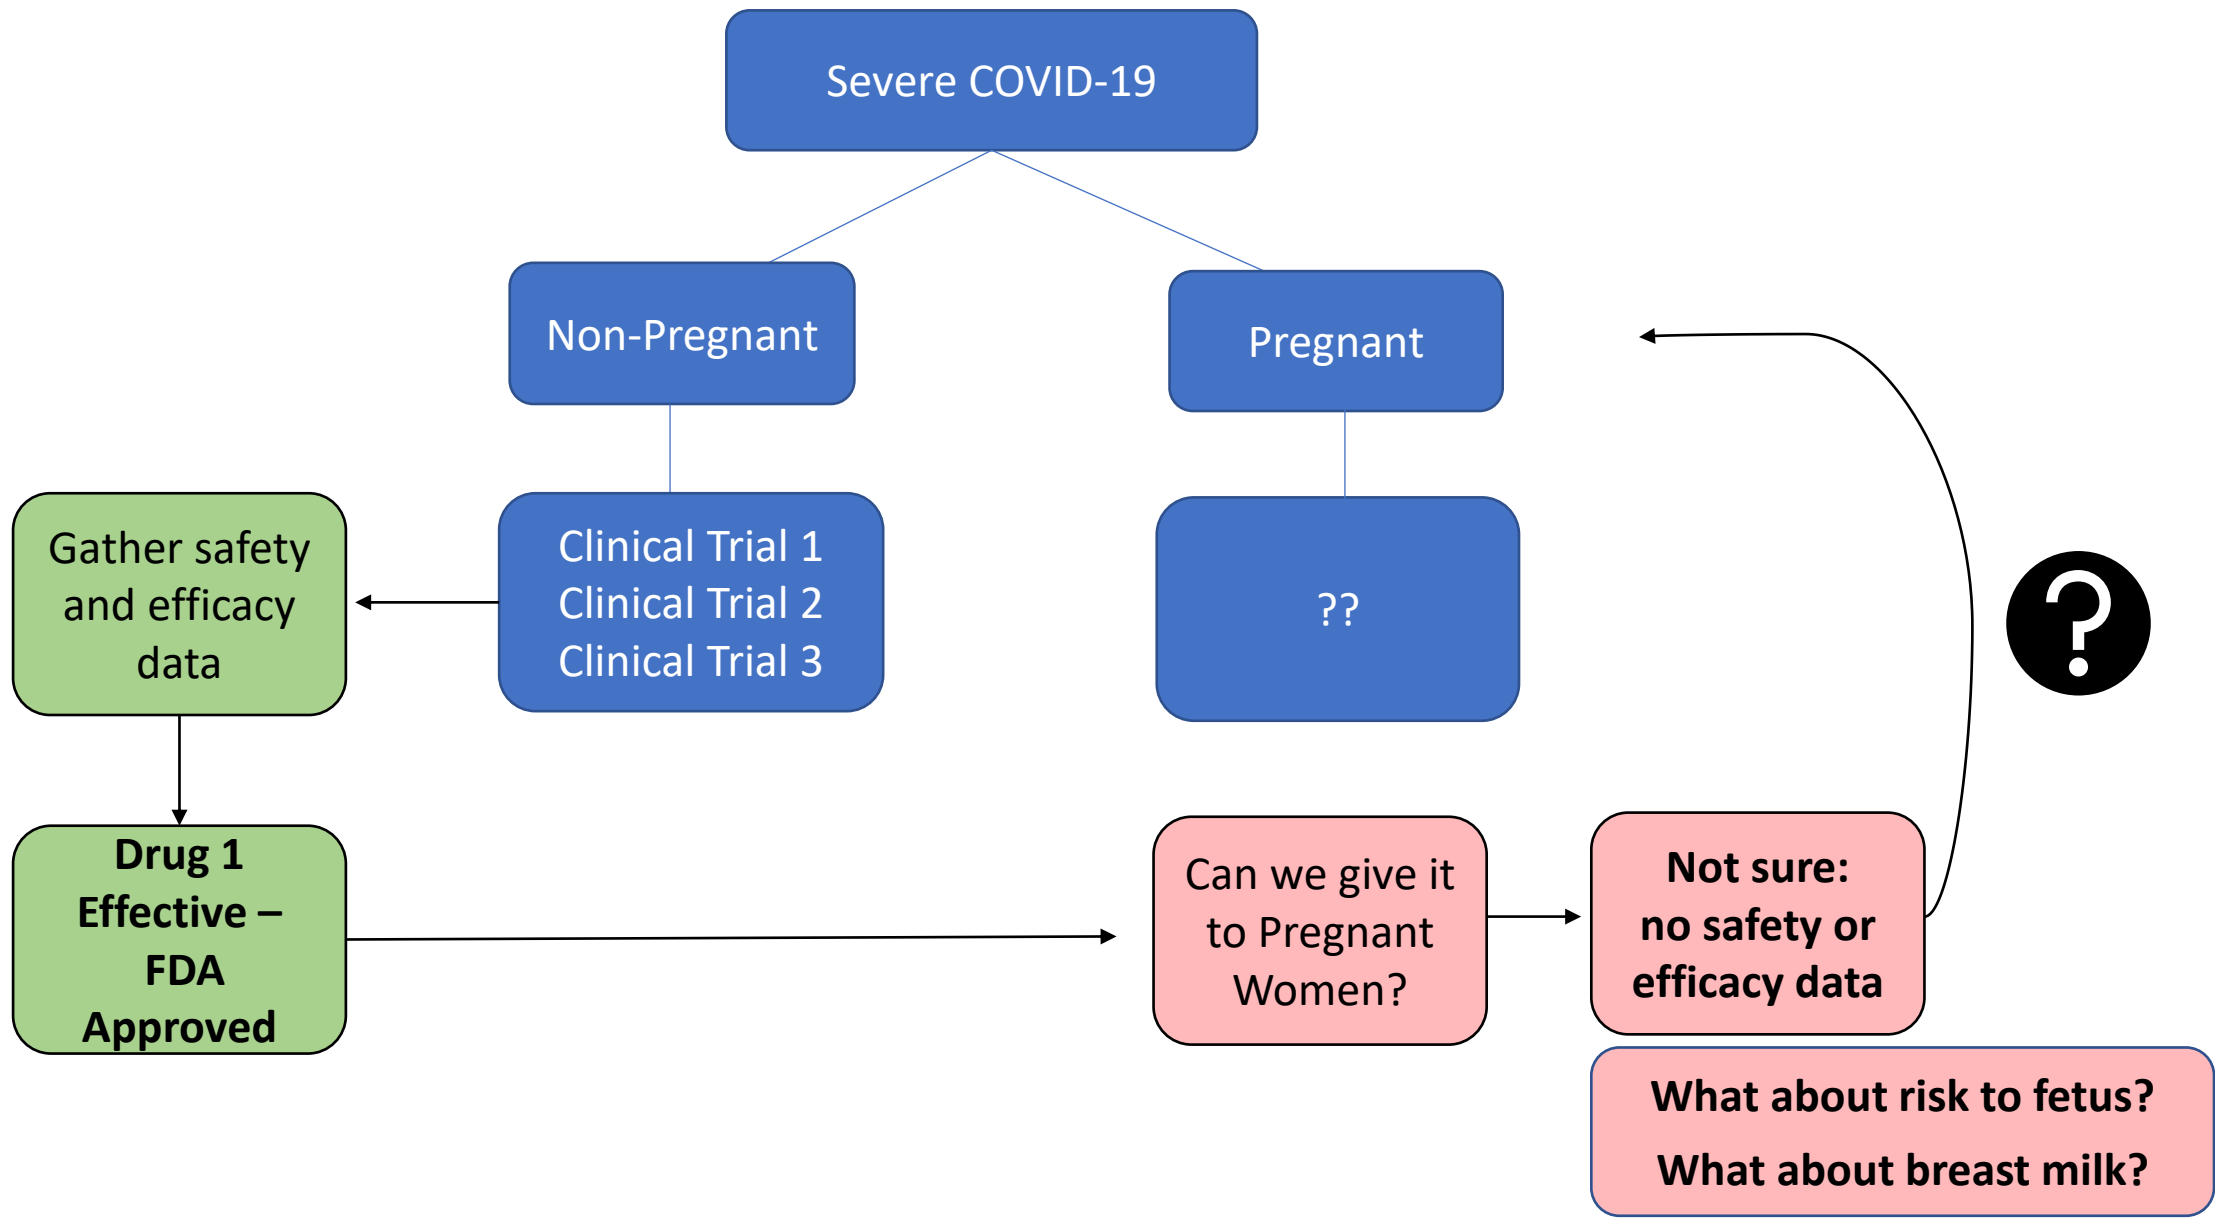 Severe COVID-19
Non-Pregnant
Pregnant
Gather safety
and efficacy
data
Clinical Trial 1
Clinical Trial 2
Clinical Trial 3
??
?
Drug 1
Effective –
FDA
Approved
Can we give it
to Pregnant
Women?
Not sure:
no safety or
efficacy data
What about risk to fetus?
What about breast milk?